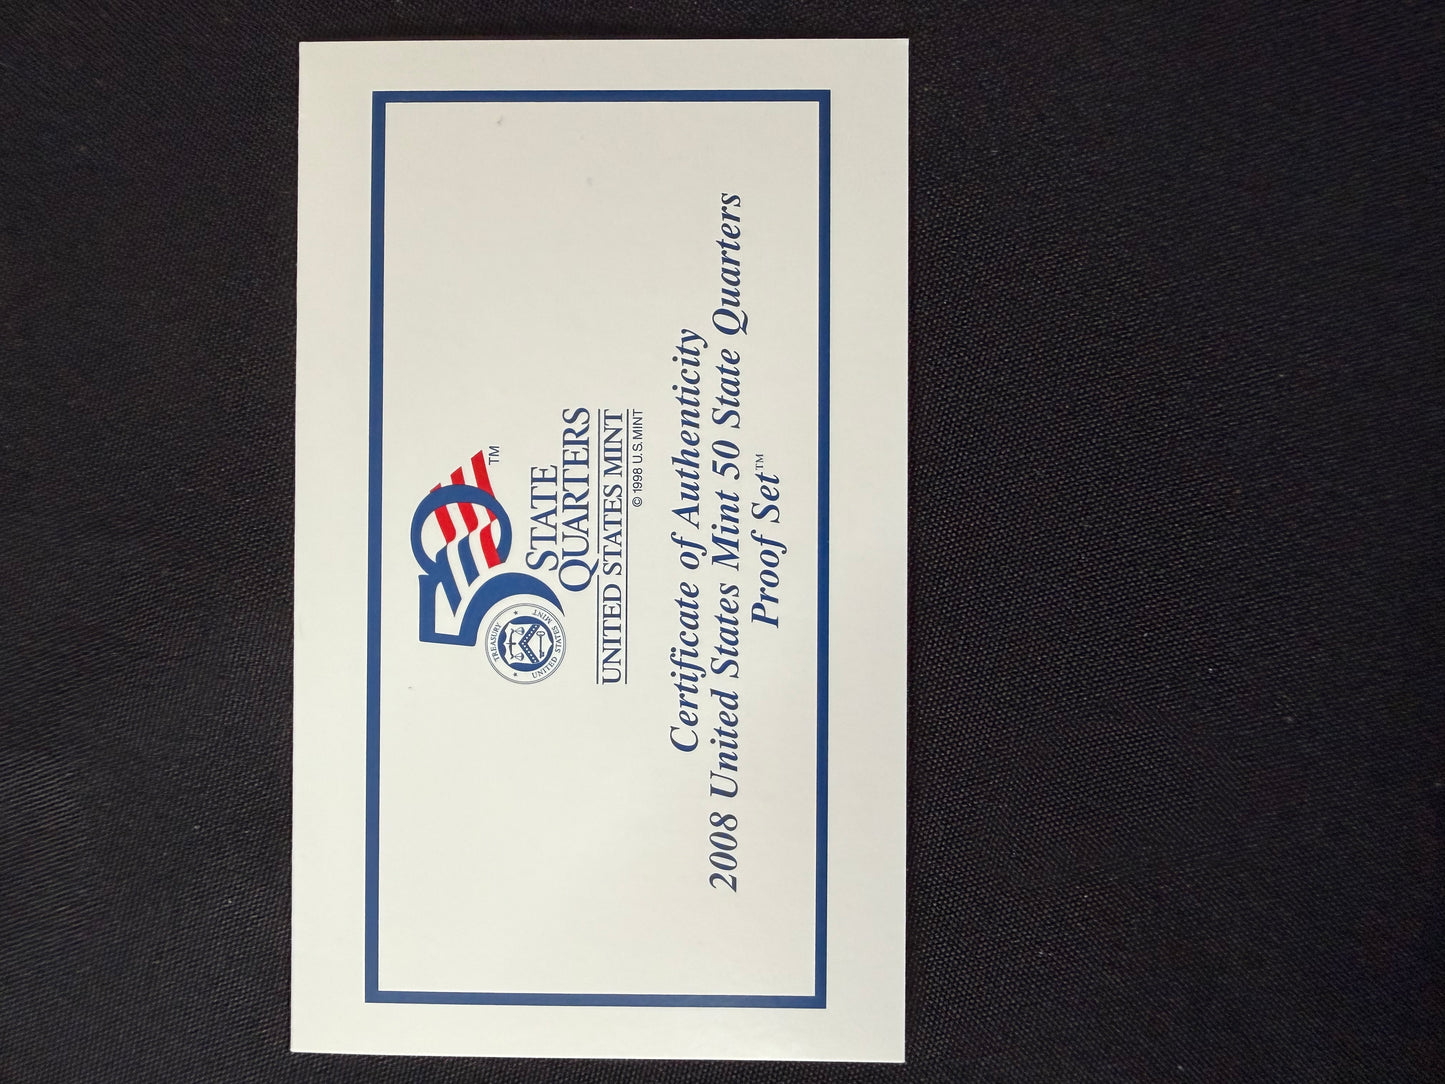 50
TM
STATE
QUARTERS
TREASURY
UNITED STATES MINT
UNITED STATES MINT
© 1998 U.S. MINT
Certificate of Authenticity
2008 United States Mint 50 State Quarters
Proof Set™